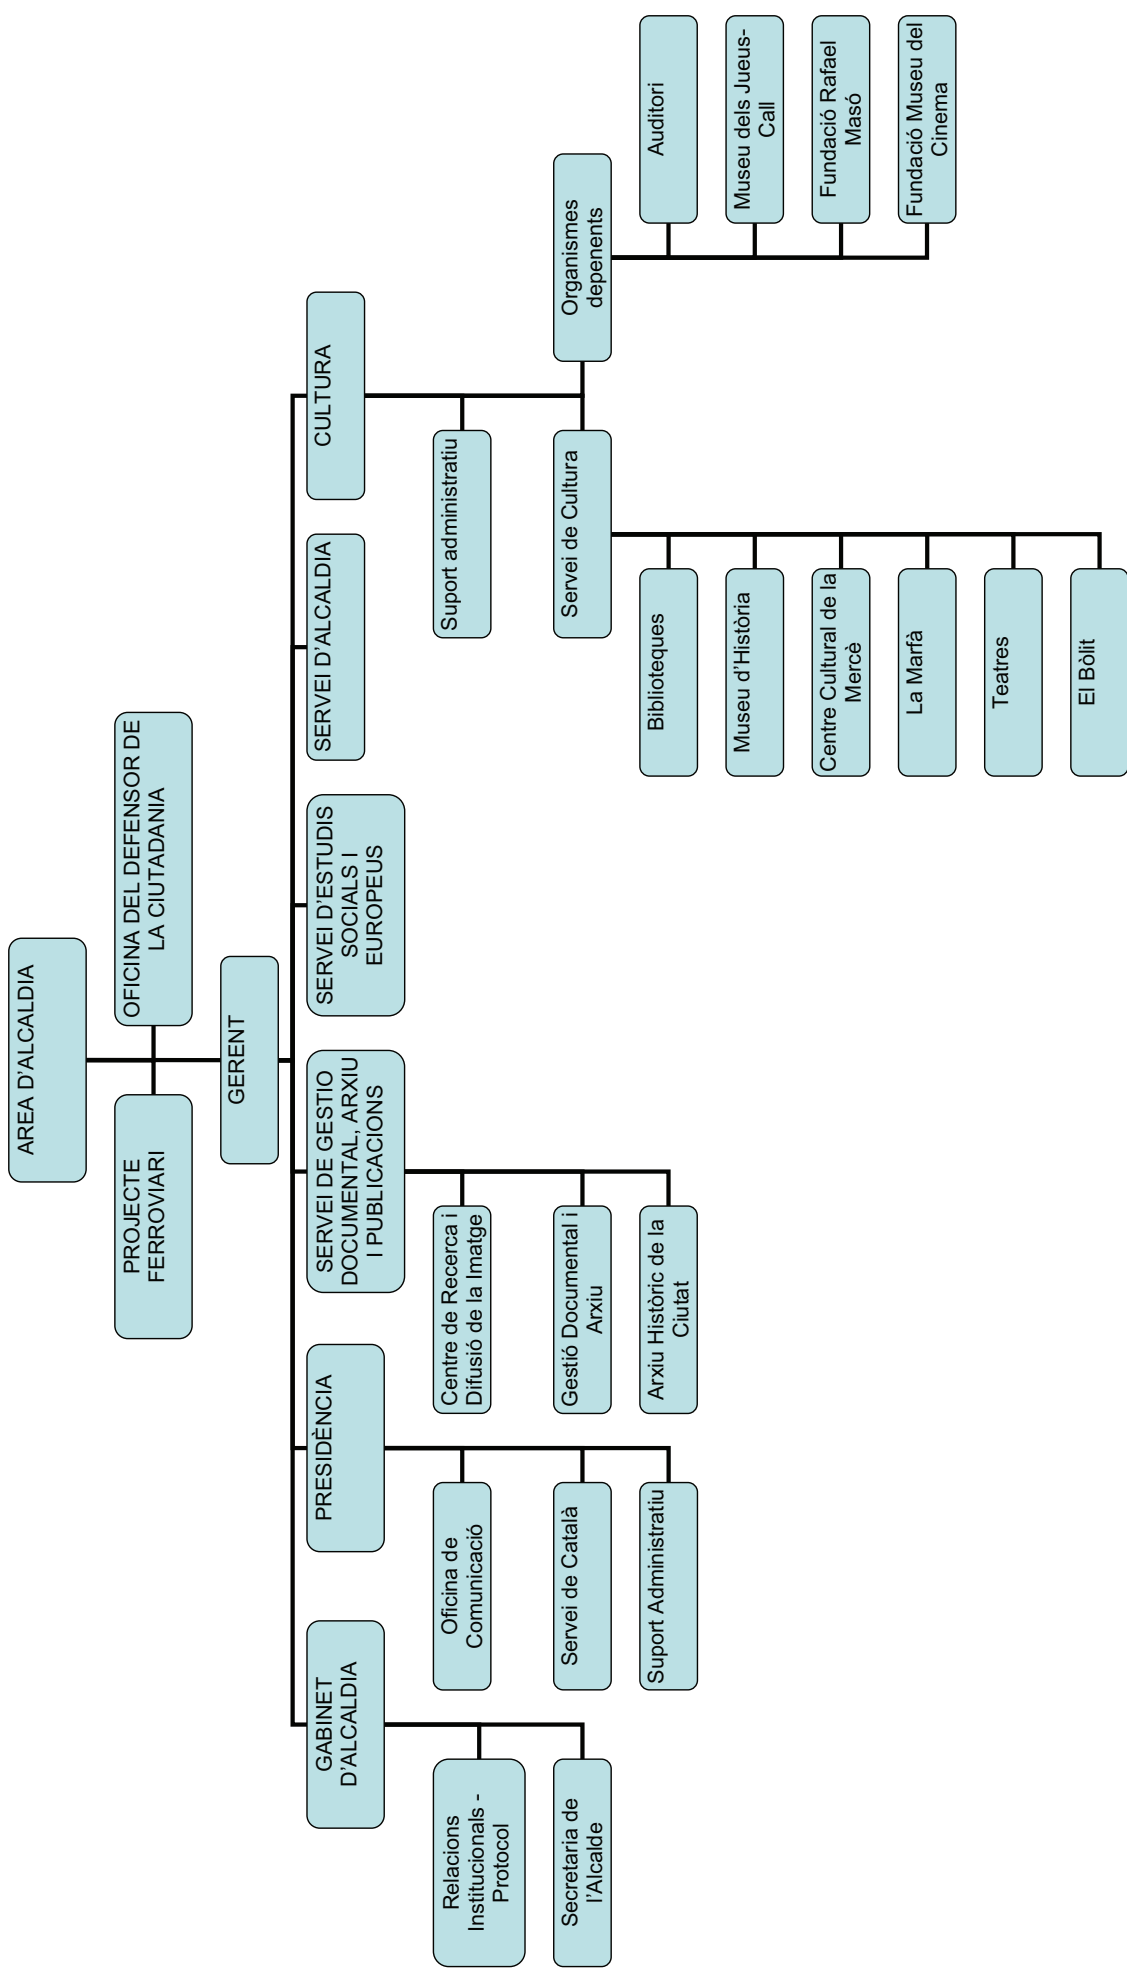 AREA D'ALCALDIA
PROJECTE
FERROVIARI
OFICINA DEL DEFENSOR DE
LA CIUTADANIA
GERENT
GABINET
D'ALCALDIA
PRESIDÈNCIA
SERVEI DE GESTIO
DOCUMENTAL, ARXIU
I PUBLICACIONS
SERVEI D'ESTUDIS
SOCIALS I
EUROPEUS
SERVEI D'ALCALDIA
CULTURA
Relacions
Institucionals -
Protocol
Secretaria de
l'Alcalde
Oficina de
Comunicació
Servei de Català
Suport Administratiu
Centre de Recerca i
Difusió de la Imatge
Gestió Documental i
Arxiu
Arxiu Històric de la
Ciutat
Suport administratiu
Servei de Cultura
Organismes
depenents
Biblioteques
Museu d'Història
Centre Cultural de la
Mercè
La Marfà
Teatres
El Bòlit
Auditori
Museu dels Jueus-
Call
Fundació Rafael
Masó
Fundació Museu del
Cinema